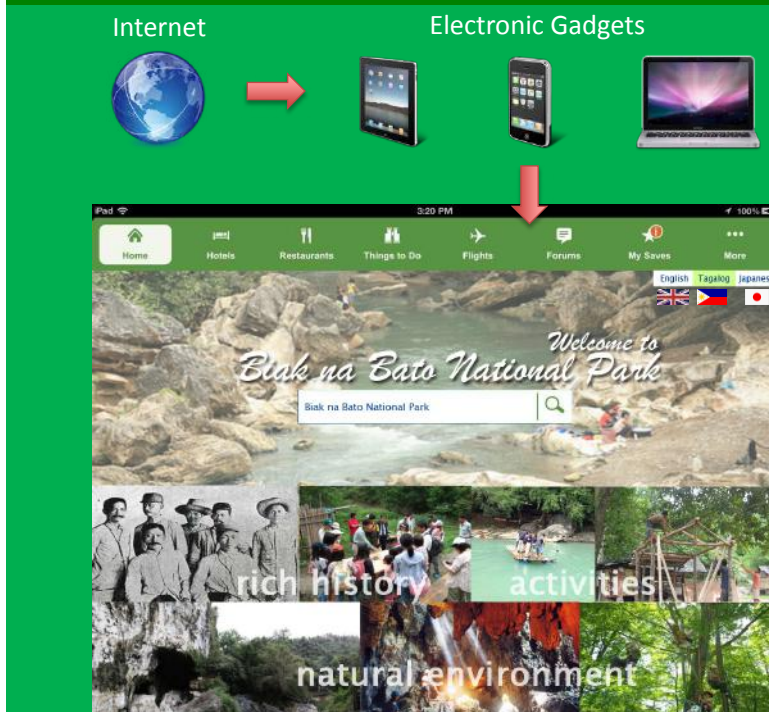 Internet
Electronic Gadgets
iPad
3:20 PM
100%
Home
Hotels
Restaurants
Things to Do
Flights
Forums
My Saves
More
English
Tagalog
Japanes
Welcome to
Biak na Bato National Park
Biak na Bato National Park
rich history
activities
natural environment